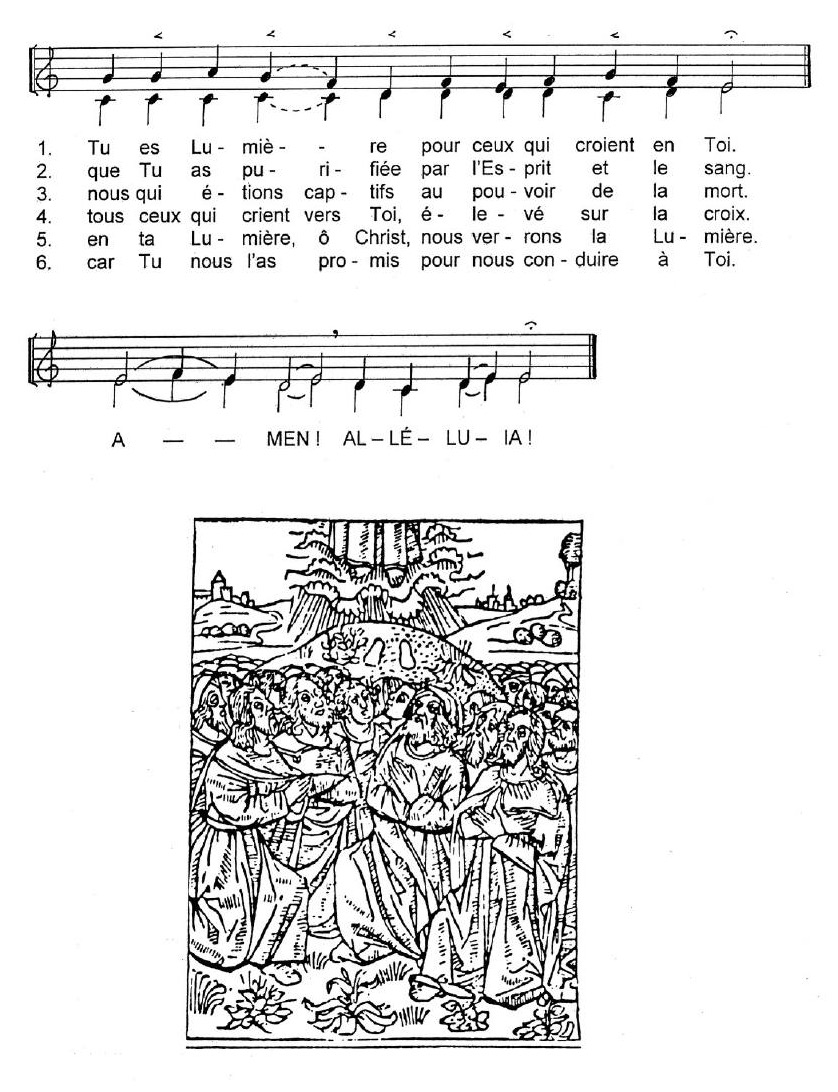 1. Tu es Lu - miè - - re pour ceux qui croient en Toi.
2. que Tu as pu - ri - fiée par l'Es - prit et le sang.
3. nous qui é - tions cap - tifs au pou - voir de la mort.
4. tous ceux qui crient vers Toi, é - le - vé sur la croix.
5. en ta Lu - mière, ô Christ, nous ver - rons la Lu - mière.
6. car Tu nous l'as pro - mis pour nous con - duire à Toi.
A — — MEN ! AL – LÉ – LU – IA !